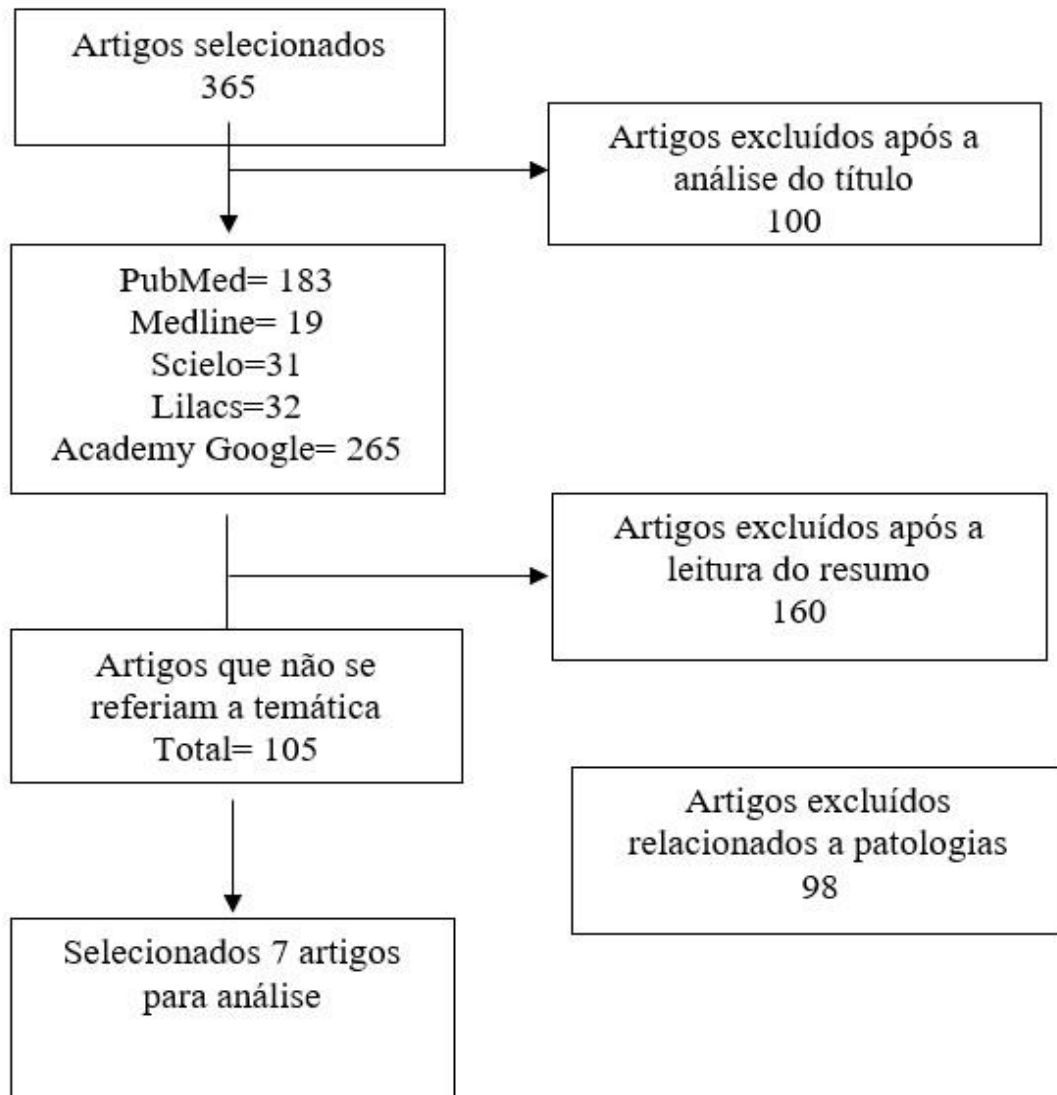 Artigos selecionados
365
Artigos excluídos após a
análise do título
100
PubMed= 183
Medline= 19
Scielo=31
Lilacs=32
Academy Google= 265
Artigos excluídos após a
leitura do resumo
160
Artigos que não se
referiam a temática
Total= 105
Artigos excluídos
relacionados a patologias
98
Selecionados 7 artigos
para análise